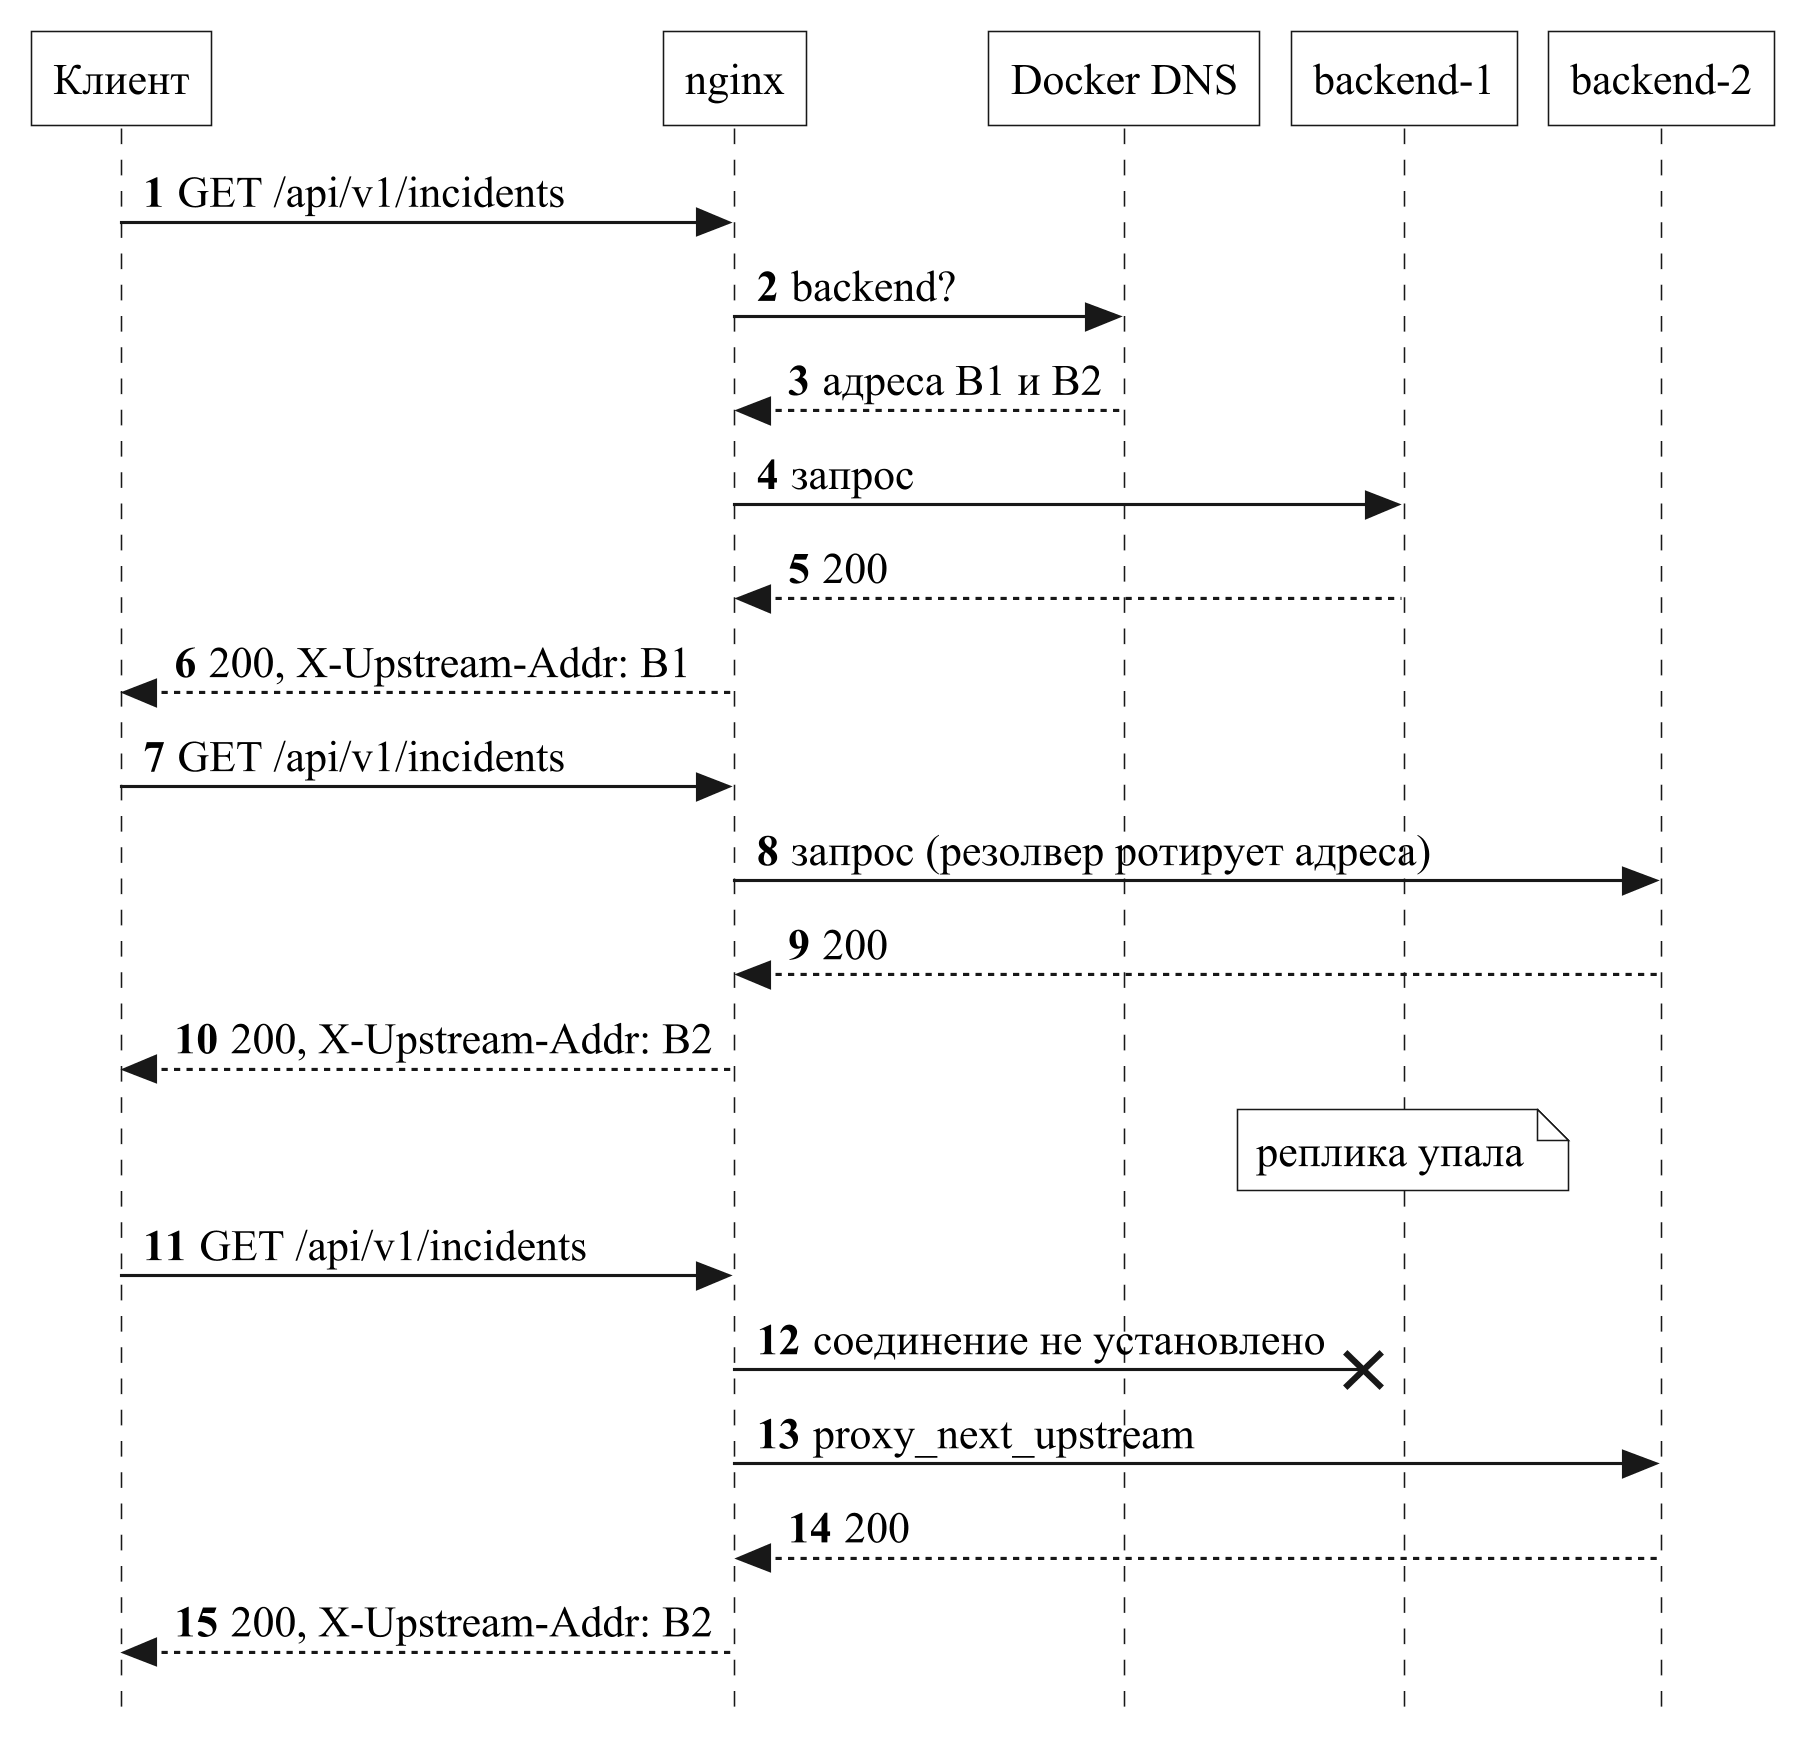 Клиент
nginx
Docker DNS
backend-1
backend-2
1 GET /api/v1/incidents
2 backend?
3 адреса B1 и B2
4 запрос
5 200
6 200, X-Upstream-Addr: B1
7 GET /api/v1/incidents
8 запрос (резолвер ротирует адреса)
9 200
10 200, X-Upstream-Addr: B2
реплика упала
11 GET /api/v1/incidents
12 соединение не установлено
13 proxy_next_upstream
14 200
15 200, X-Upstream-Addr: B2